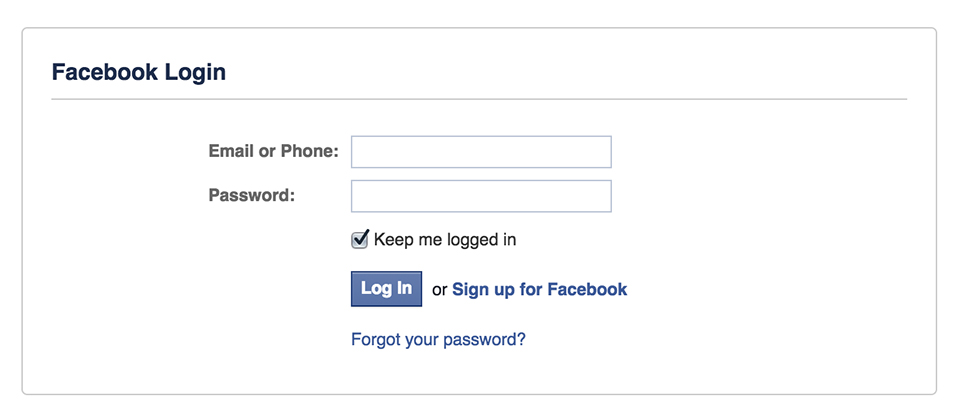 Facebook Login
Email or Phone:
Password:
Keep me logged in
Log In or Sign up for Facebook
Forgot your password?